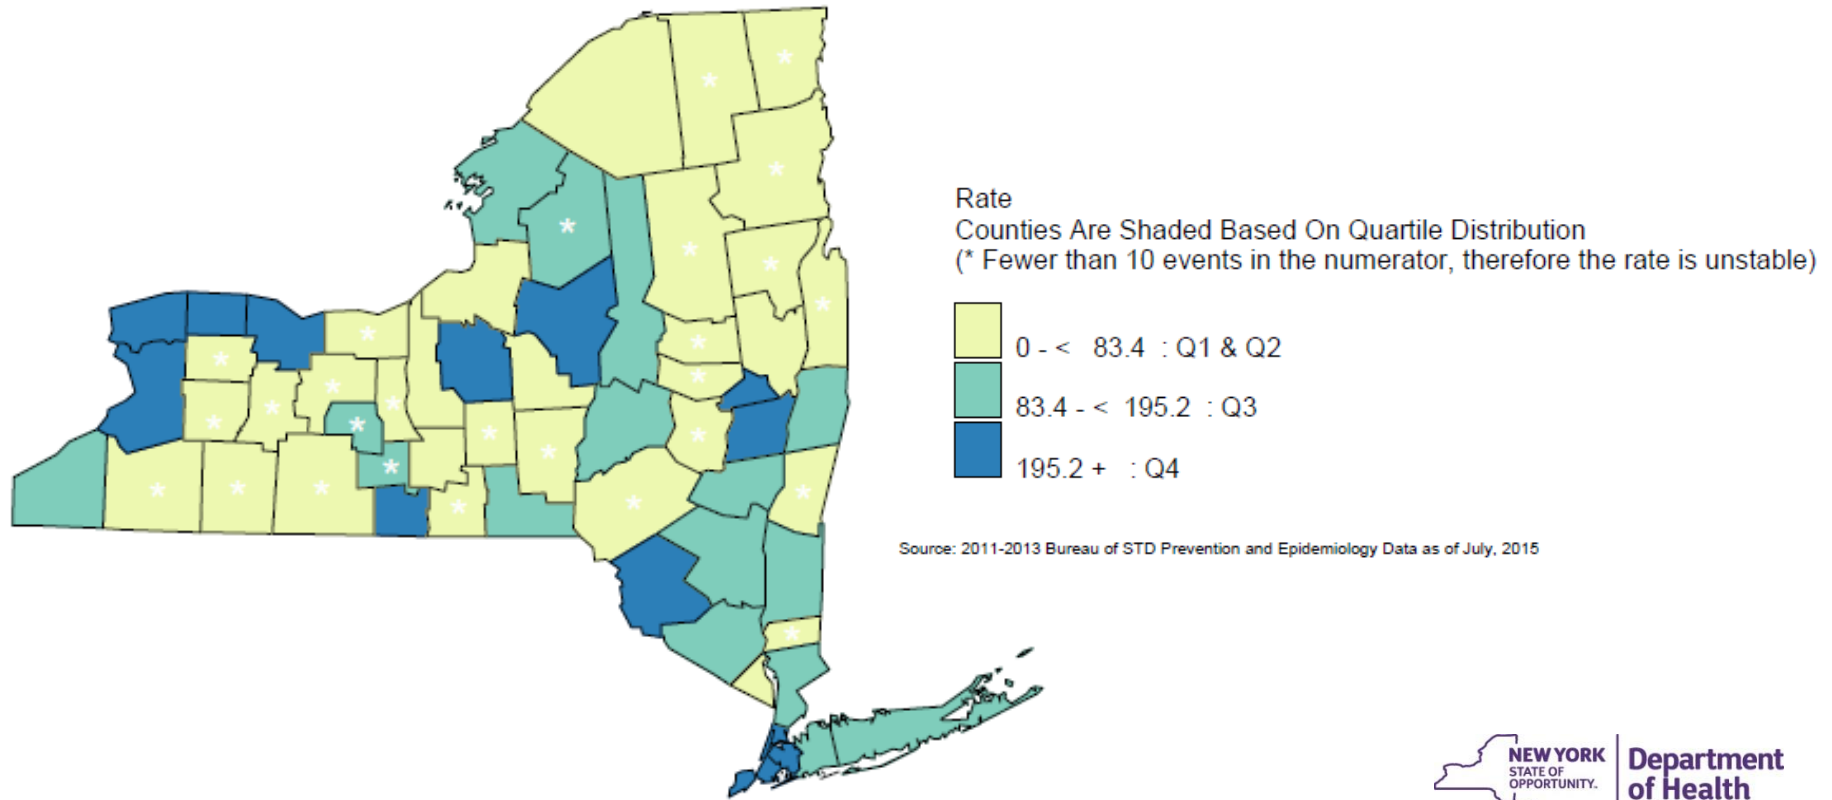 Rate
Counties Are Shaded Based On Quartile Distribution
(* Fewer than 10 events in the numerator, therefore the rate is unstable)
0 - < 83.4 : Q1 & Q2
83.4 - < 195.2 : Q3
195.2 + : Q4
Source: 2011-2013 Bureau of STD Prevention and Epidemiology Data as of July, 2015
NEW YORK
STATE OF
OPPORTUNITY.
Department
of Health